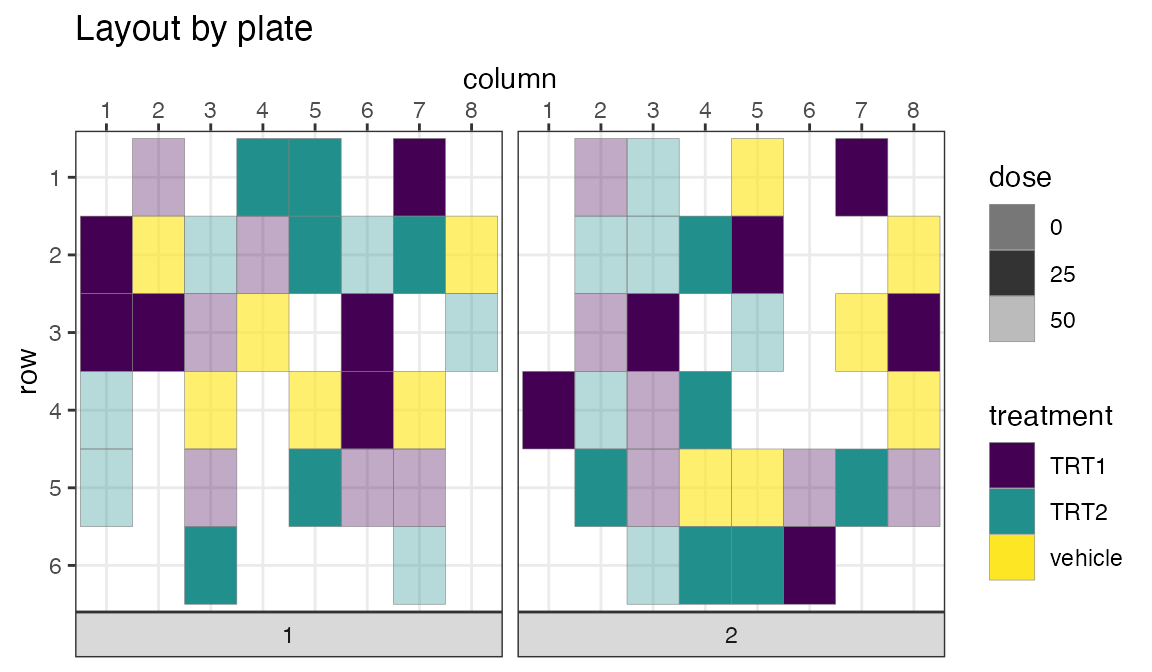 Layout by plate
column
1 2 3 4 5 6 7 8 1 2 3 4 5 6 7 8
row
1
2
3
4
5
6
1 2
dose
0
25
50
treatment
TRT1
TRT2
vehicle